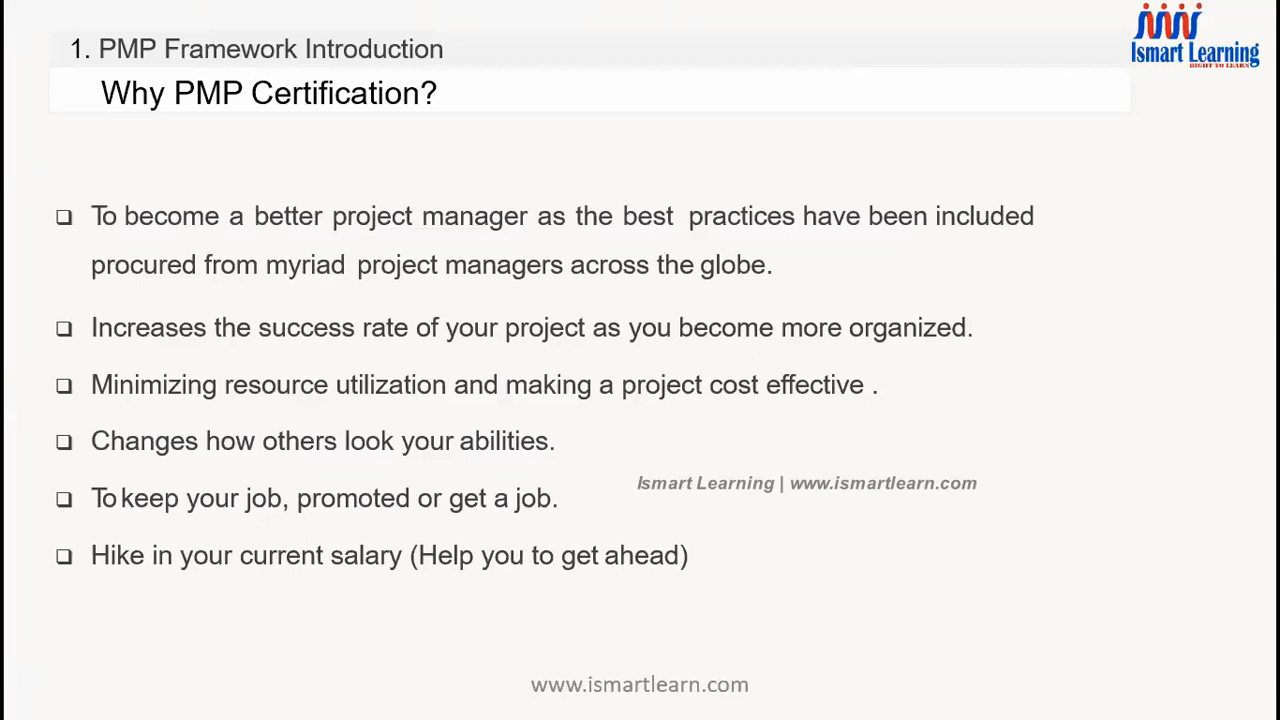 1. PMP Framework Introduction
Ismart Learning
RIGHT TO LEARN
Why PMP Certification?
❑ To become a better project manager as the best practices have been included
procured from myriad project managers across the globe.
❑ Increases the success rate of your project as you become more organized.
❑ Minimizing resource utilization and making a project cost effective .
❑ Changes how others look your abilities.
Ismart Learning | www.ismartlearn.com
❑ To keep your job, promoted or get a job.
❑ Hike in your current salary (Help you to get ahead)
www.ismartlearn.com